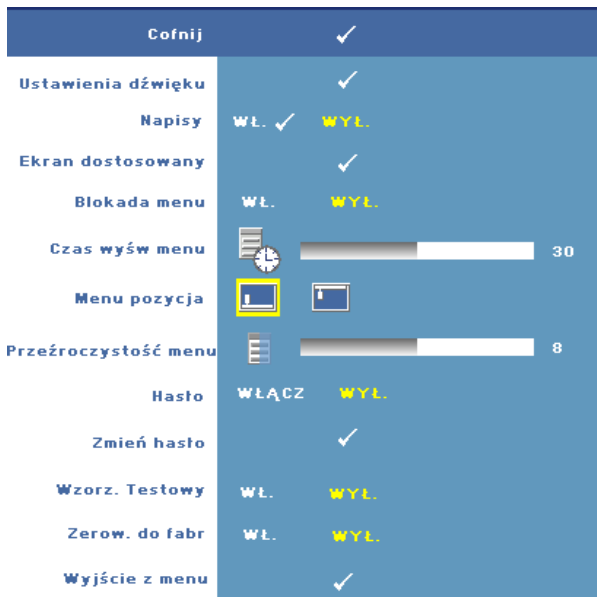 Cofnij
Ustawienia dźwięku
Napisy WŁ. WYŁ.
Ekran dostosowany
Blokada menu WŁ. WYŁ.
Czas wyśw menu 30
Menu pozycja
Przeźroczystość menu 8
Hasło WŁĄCZ WYŁ.
Zmień hasło
Wzorz. Testowy WŁ. WYŁ.
Zerow. do fabr WŁ. WYŁ.
Wyjście z menu